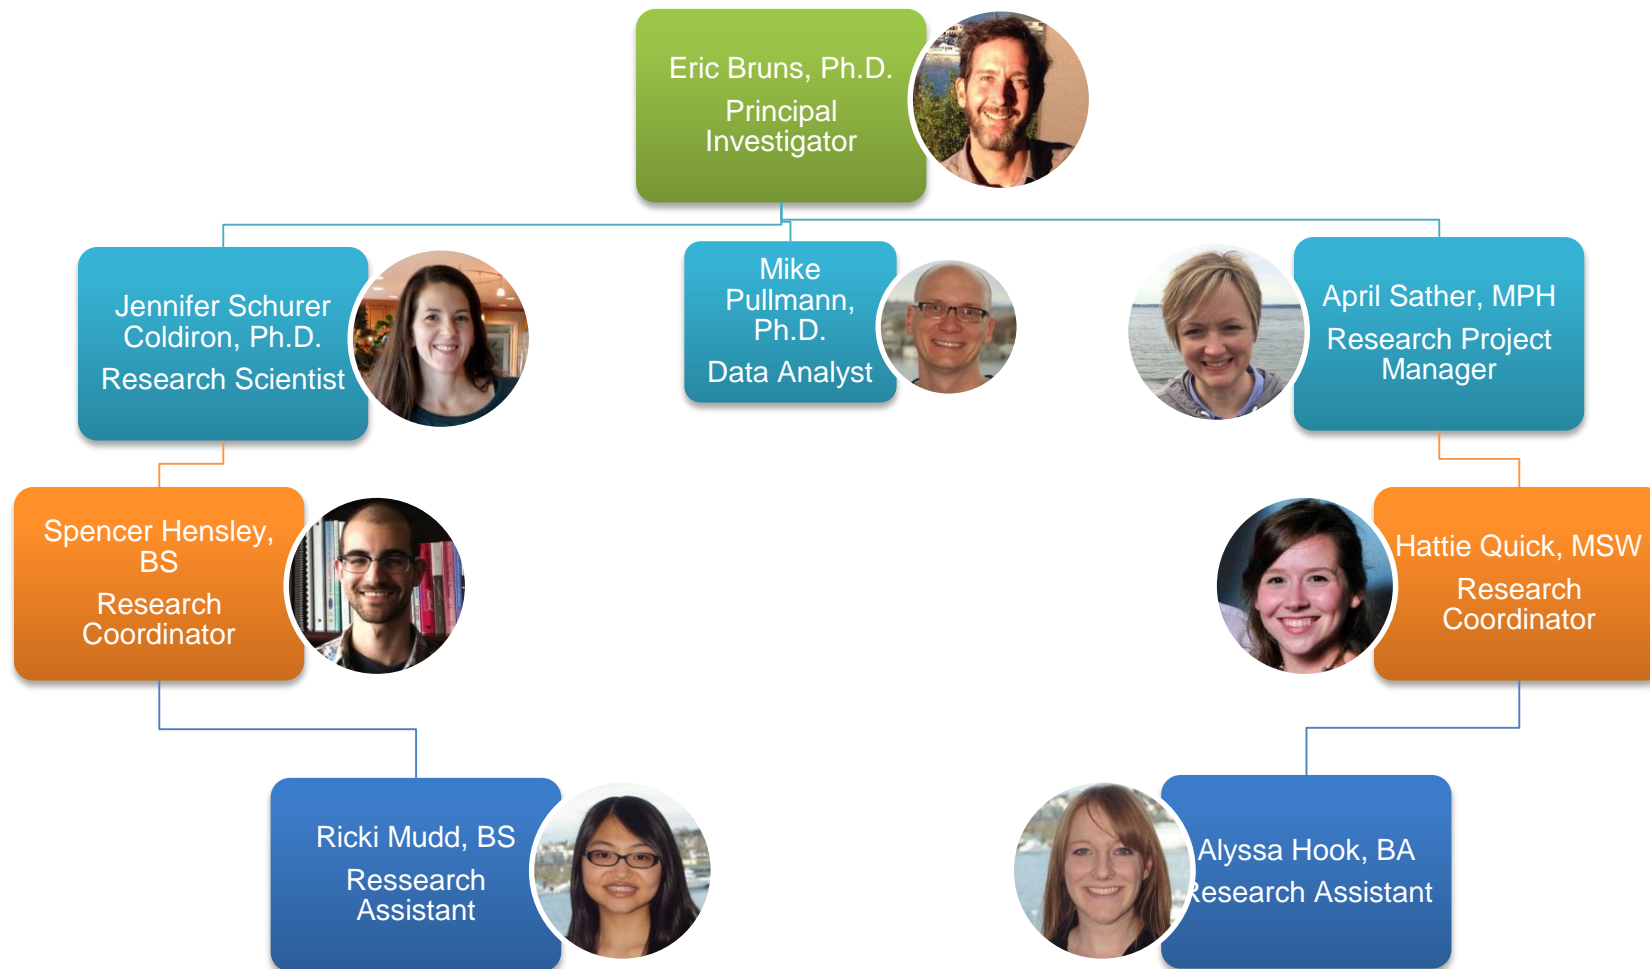 Eric Bruns, Ph.D.
Principal
Investigator
Jennifer Schurer
Coldiron, Ph.D.
Research Scientist
Mike
Pullmann,
Ph.D.
Data Analyst
April Sather, MPH
Research Project
Manager
Spencer Hensley,
BS
Research
Coordinator
Hattie Quick, MSW
Research
Coordinator
Ricki Mudd, BS
Ressearch
Assistant
Alyssa Hook, BA
Research Assistant